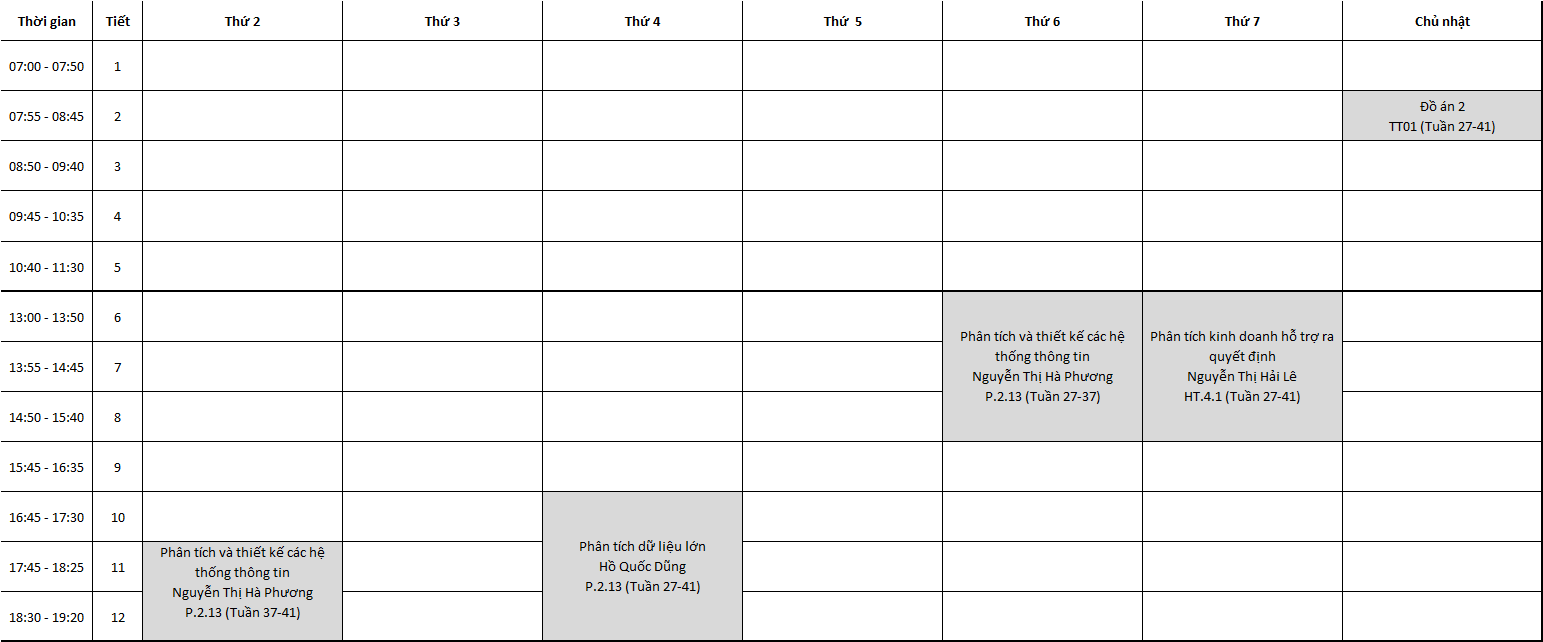 Thời gian Tiết Thứ 2 Thứ 3 Thứ 4 Thứ 5 Thứ 6 Thứ 7 Chủ nhật
07:00 - 07:50 1
07:55 - 08:45 2
Đồ án 2
TT01 (Tuần 27-41)
08:50 - 09:40 3
09:45 - 10:35 4
10:40 - 11:30 5
13:00 - 13:50 6
13:55 - 14:45 7
14:50 - 15:40 8
Phân tích và thiết kế các hệ
thống thông tin
Nguyễn Thị Hà Phương
P.2.13 (Tuần 27-37)
Phân tích kinh doanh hỗ trợ ra
quyết định
Nguyễn Thị Hải Lê
HT.4.1 (Tuần 27-41)
15:45 - 16:35 9
16:45 - 17:30 10
17:45 - 18:25 11
18:30 - 19:20 12
Phân tích và thiết kế các hệ
thống thông tin
Nguyễn Thị Hà Phương
P.2.13 (Tuần 37-41)
Phân tích dữ liệu lớn
Hồ Quốc Dũng
P.2.13 (Tuần 27-41)